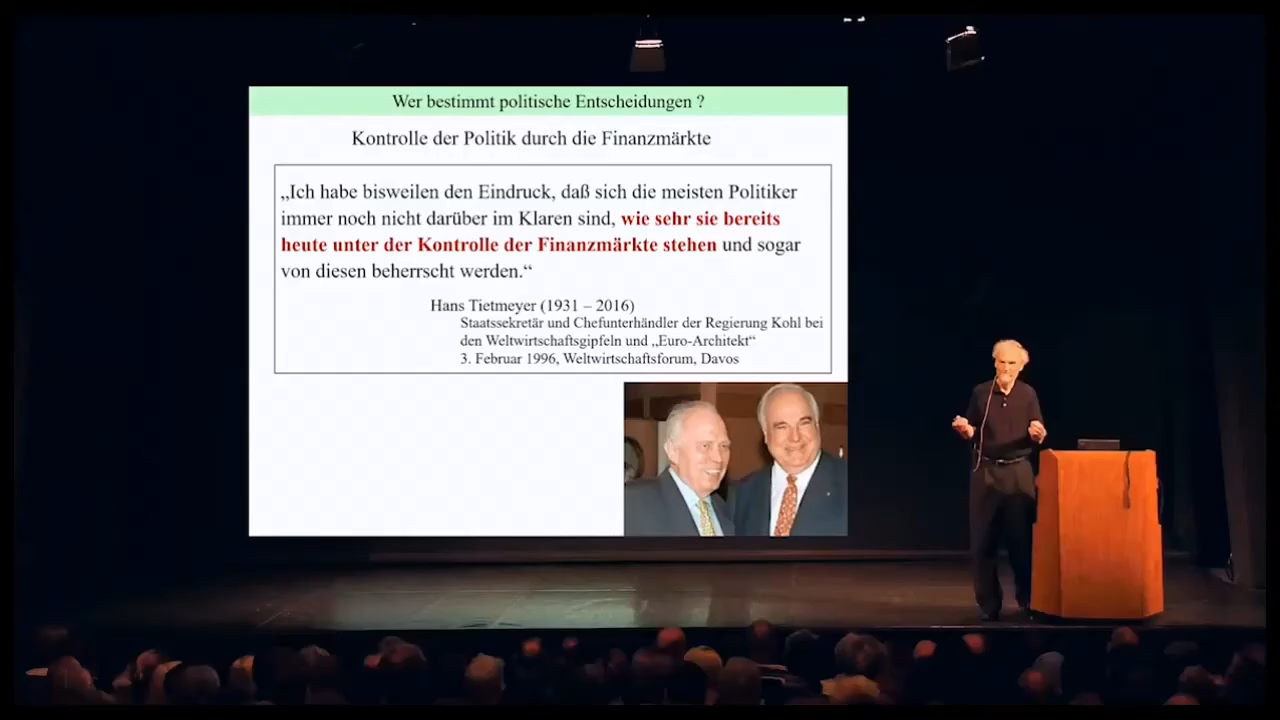 Wer bestimmt politische Entscheidungen ?
Kontrolle der Politik durch die Finanzmärkte
„Ich habe bisweilen den Eindruck, daß sich die meisten Politiker
immer noch nicht darüber im Klaren sind, wie sehr sie bereits
heute unter der Kontrolle der Finanzmärkte stehen und sogar
von diesen beherrscht werden.“
Hans Tietmeyer (1931 – 2016)
Staatssekretär und Chefunterhändler der Regierung Kohl bei
den Weltwirtschaftsgipfeln und „Euro-Architekt“
3. Februar 1996, Weltwirtschaftsforum, Davos